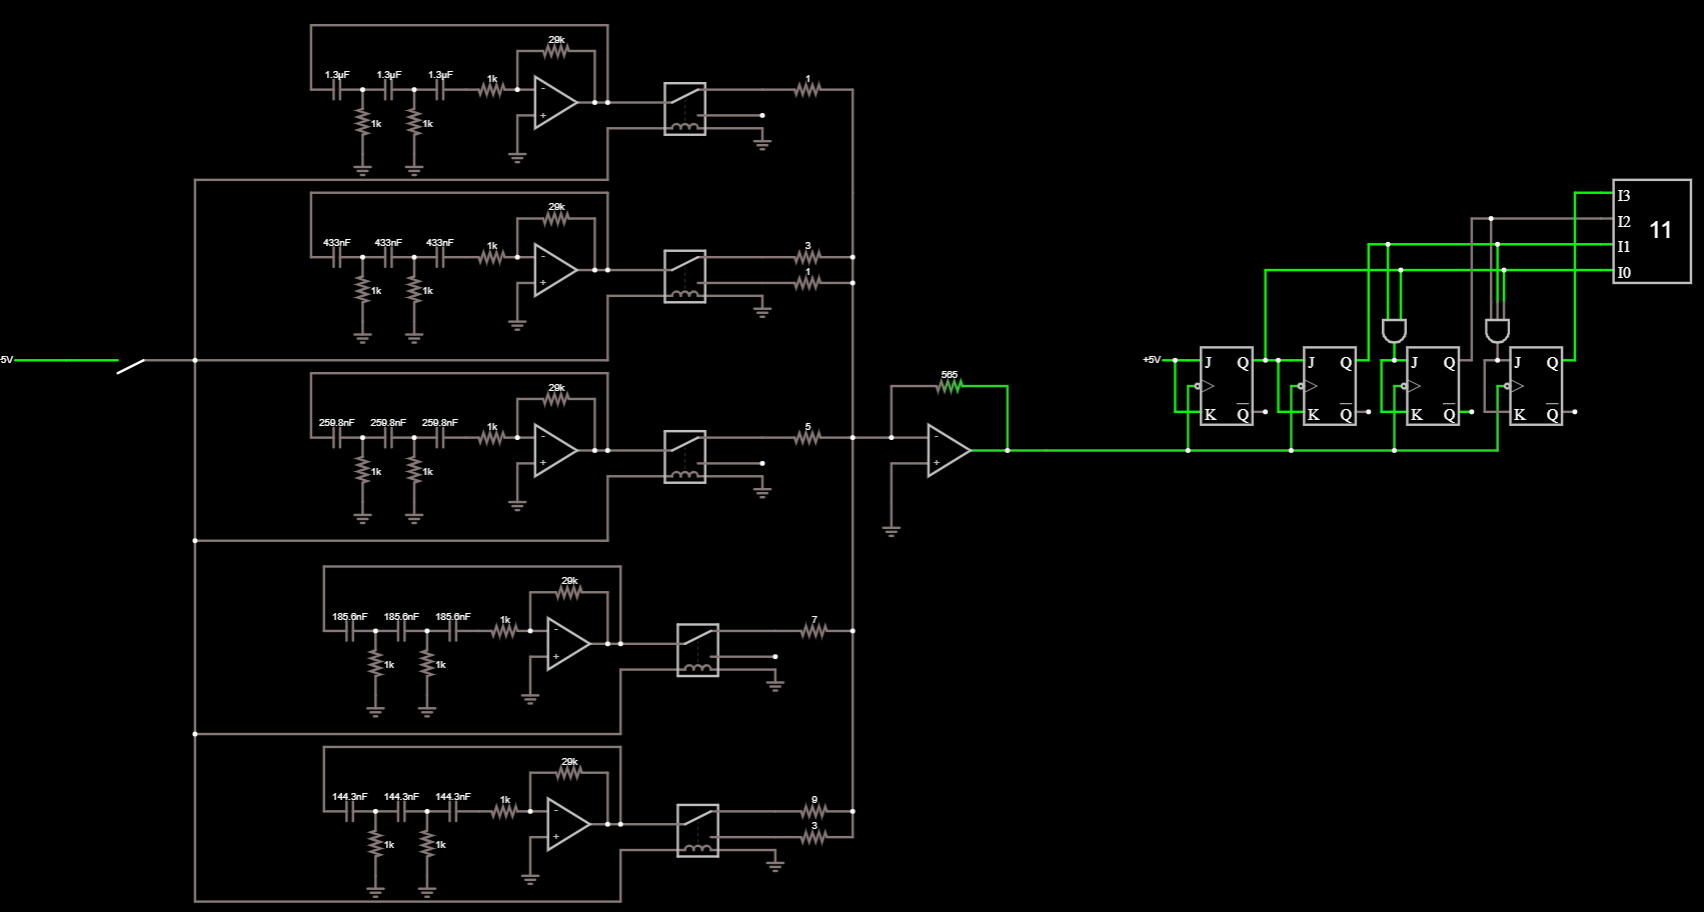 29k
1.3µF 1.3µF 1.3µF 1k
1
-
+
1k 1k
29k
433nF 433nF 433nF 1k
3
-
1
+
1k 1k
5V
29k
259.8nF 259.8nF 259.8nF 1k
5
-
+
1k 1k
29k
185.6nF 185.6nF 185.6nF 1k
7
-
+
1k 1k
29k
144.3nF 144.3nF 144.3nF 1k
9
-
3
+
1k 1k
565
-
+
+5V
J Q J Q J Q J Q
K Q K Q K Q K Q
I3
I2
11
I1
I0